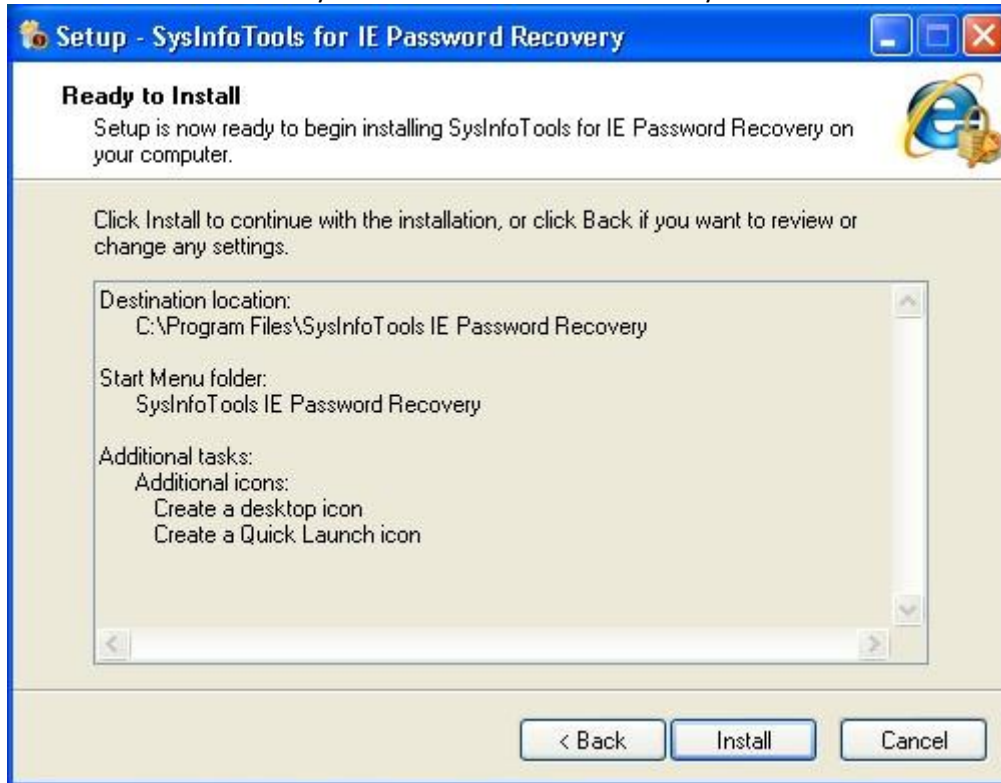 Setup - SysInfoTools for IE Password Recovery
Ready to Install
Setup is now ready to begin installing SysInfoTools for IE Password Recovery on
your computer.
Click Install to continue with the installation, or click Back if you want to review or
change any settings.
Destination location:
C:\Program Files\SysInfoTools IE Password Recovery
Start Menu folder:
SysInfoTools IE Password Recovery
Additional tasks:
Additional icons:
Create a desktop icon
Create a Quick Launch icon
< Back
Install
Cancel